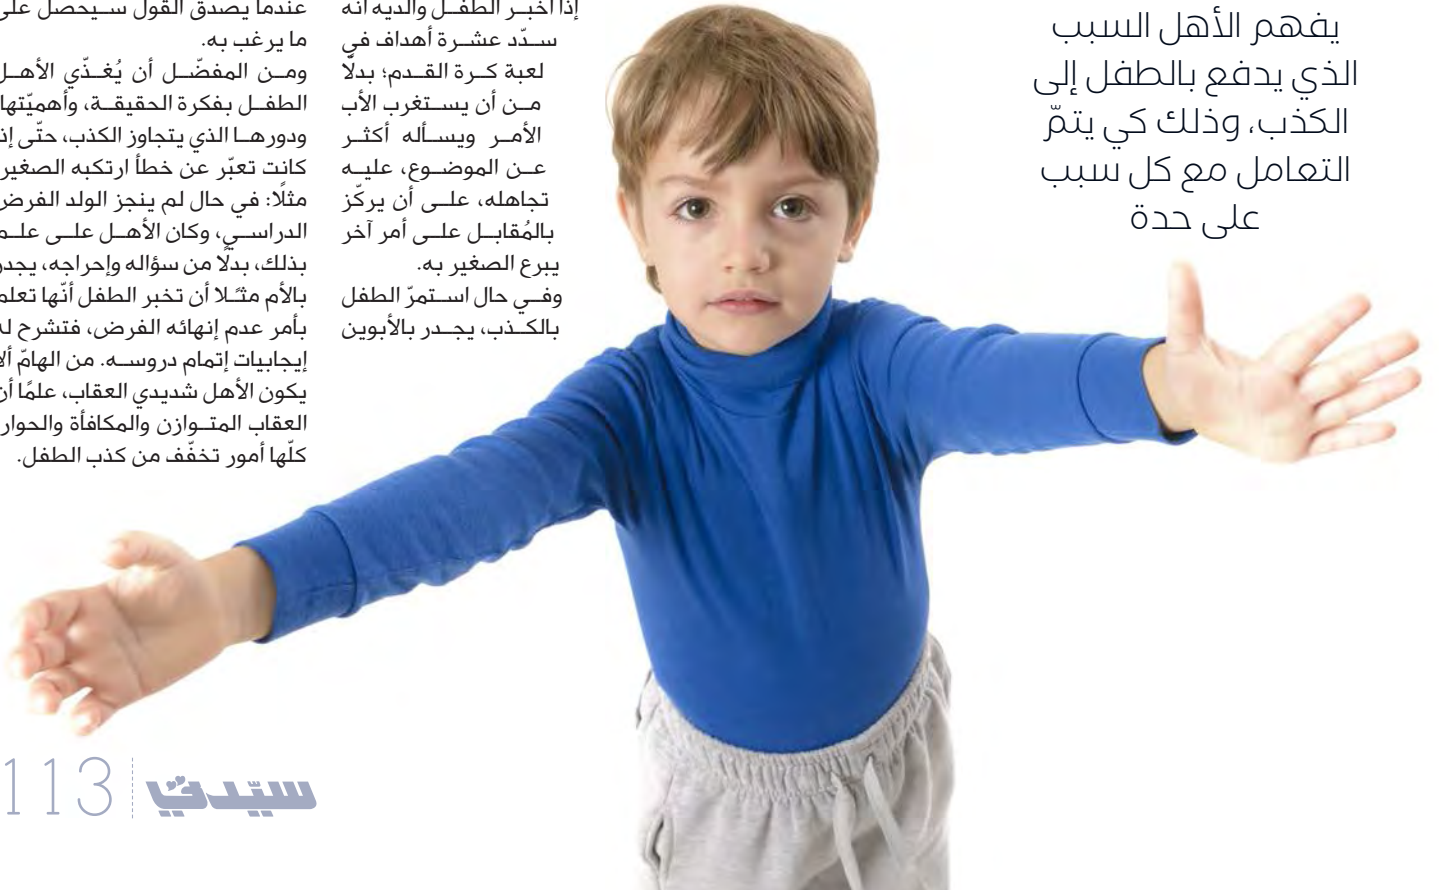 يفهم الأهل السبب
الذي يدفع بالطفل إلى
الكذب، وذلك كي يتمّ
التعامل مع كل سبب
على حدة
إذا أخبر الطفل والديه أنه
سدّد عشرة أهداف في
لعبة كرة القدم؛ بدلًا
من أن يستغرب الأب
الأمر ويسأله أكثر
عن الموضوع، عليه
تجاهله، على أن يركّز
بالمُقابل على أمر آخر
يبرع الصغير به.
وفي حال استمرّ الطفل
بالكذب، يجدر بالأبوين
عندما يصدق القول سيحصل على
ما يرغب به.
ومن المفضّل أن يُغذّي الأهل
الطفل بفكرة الحقيقة، وأهميّتها
ودورها الذي يتجاوز الكذب، حتّى
كانت تعبّر عن خطأ ارتكبه الصغير
مثلًا: في حال لم ينجز الولد الفرض
الدراسي، وكان الأهل على
بذلك، بدلًا من سؤاله وإحراجه،
بالأم مثلًا أن تخبر الطفل أنّها
بأمر عدم إنهائه الفرض، فتشرح
إيجابيات إتمام دروسه. من الهامّ
يكون الأهل شديدي العقاب، علمًا
العقاب المتوازن والمكافأة والحوار
كلّها أمور تخفّف من كذب الطفل.
سيدتي 113